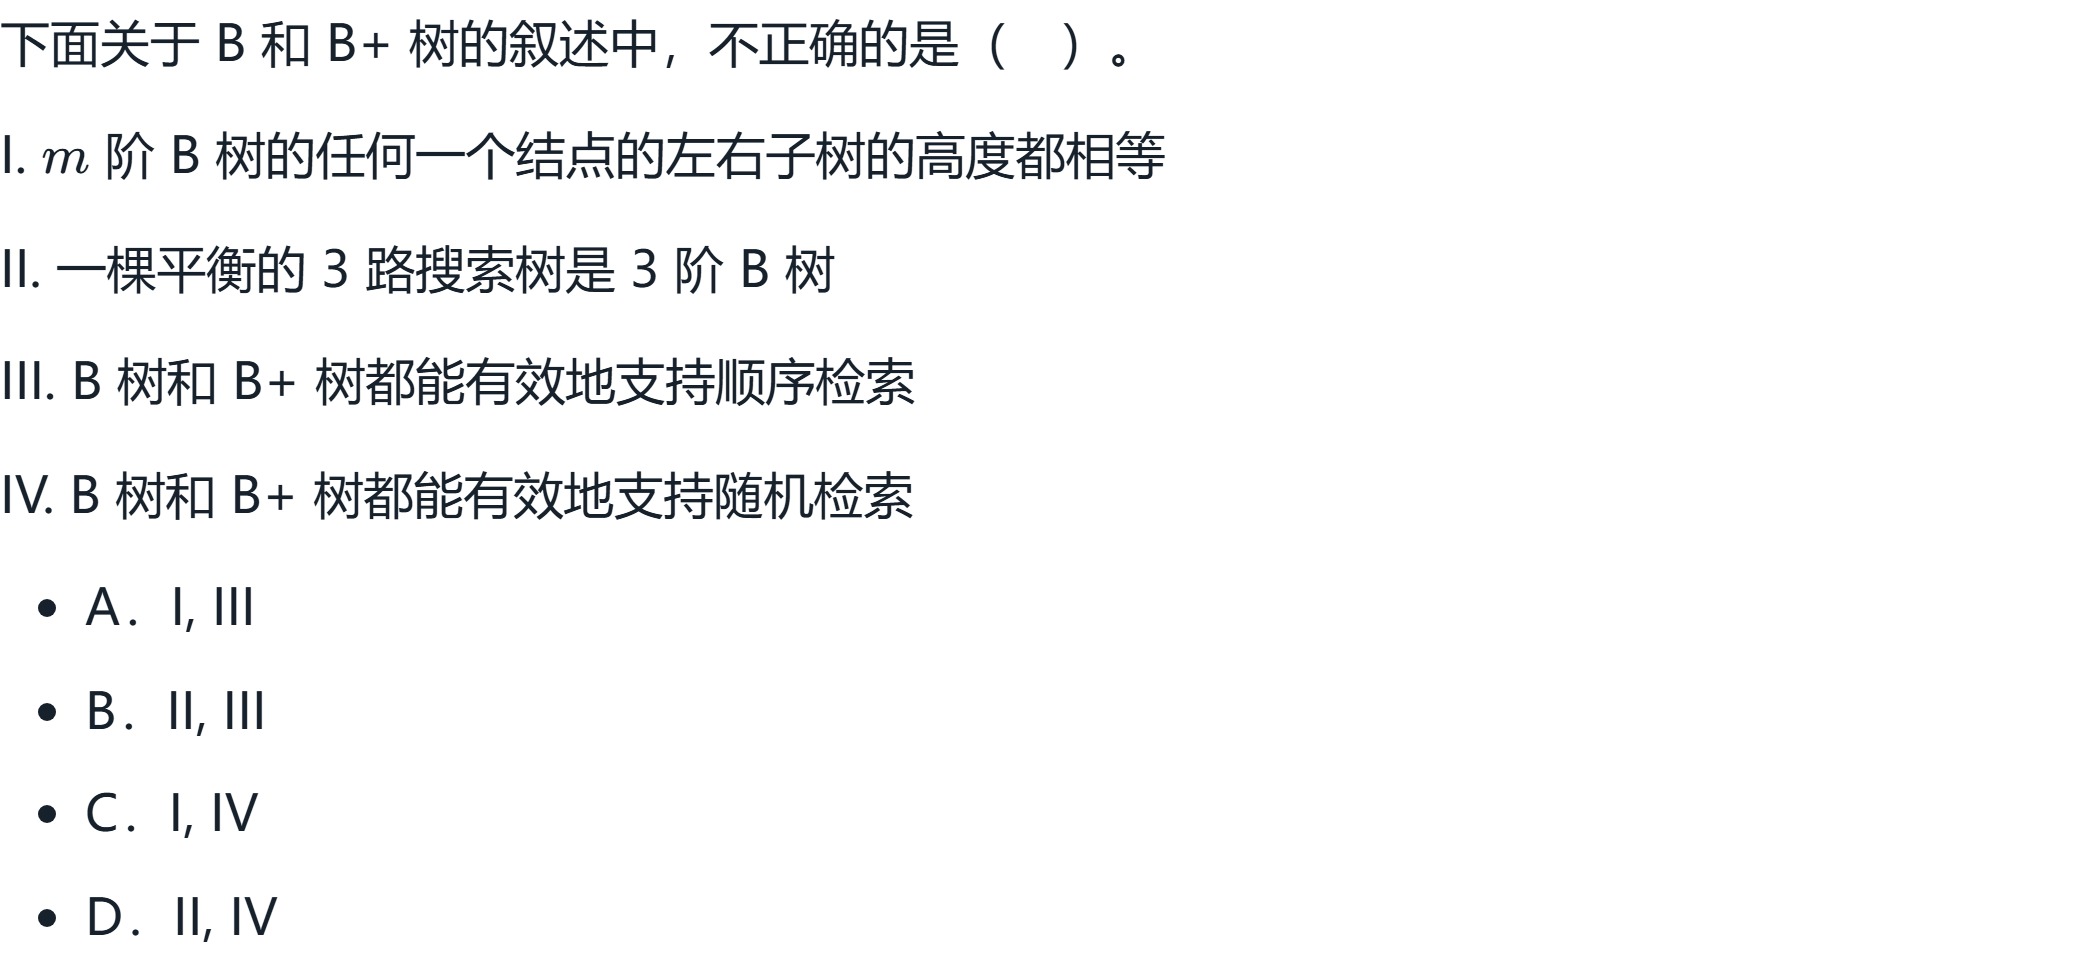 下面关于 B 和 B+ 树的叙述中，不正确的是（　）。
I. m 阶 B 树的任何一个结点的左右子树的高度都相等
II. 一棵平衡的 3 路搜索树是 3 阶 B 树
III. B 树和 B+ 树都能有效地支持顺序检索
IV. B 树和 B+ 树都能有效地支持随机检索
• A．I, III
• B．II, III
• C．I, IV
• D．II, IV